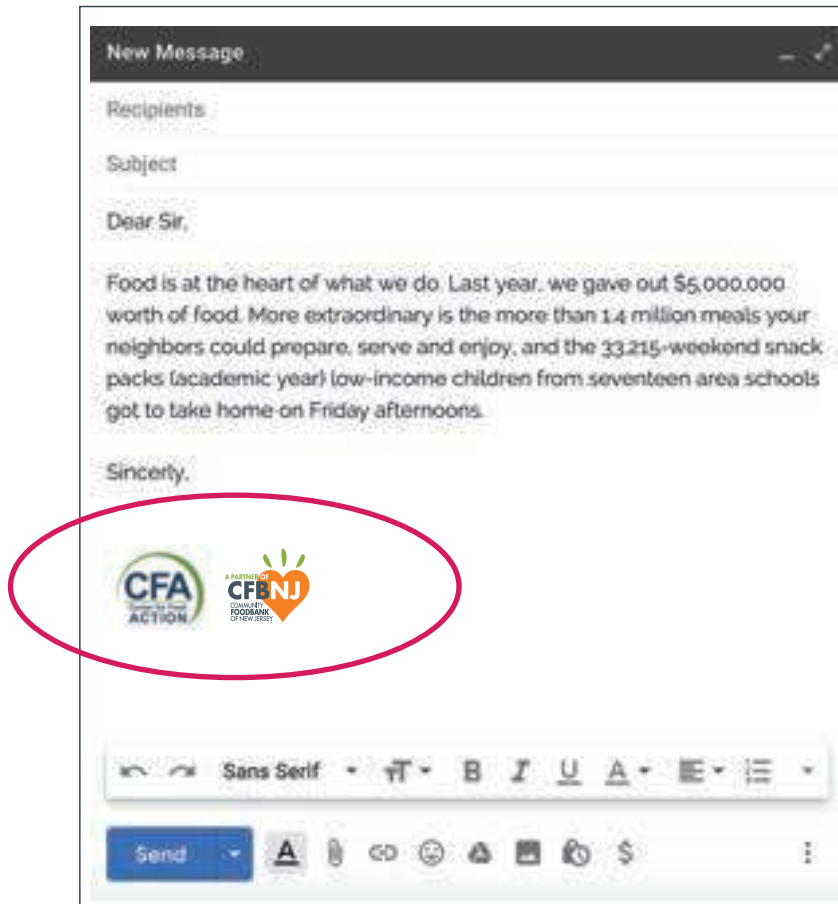 New Message
Recipients
Subject
Dear Sir,
Food is at the heart of what we do. Last year, we gave out $5,000,000
worth of food. More extraordinary is the more than 1.4 million meals your
neighbors could prepare, serve and enjoy, and the 33,215-weekend snack
packs (academic year) low-income children from seventeen area schools
got to take home on Friday afternoons.
Sincerly,
CFA
Center for Food
ACTION
A PARTNER OF
CFBNJ
COMMUNITY
FOODBANK
OF NEW JERSEY
Sans Serif
B I U A
Send A $